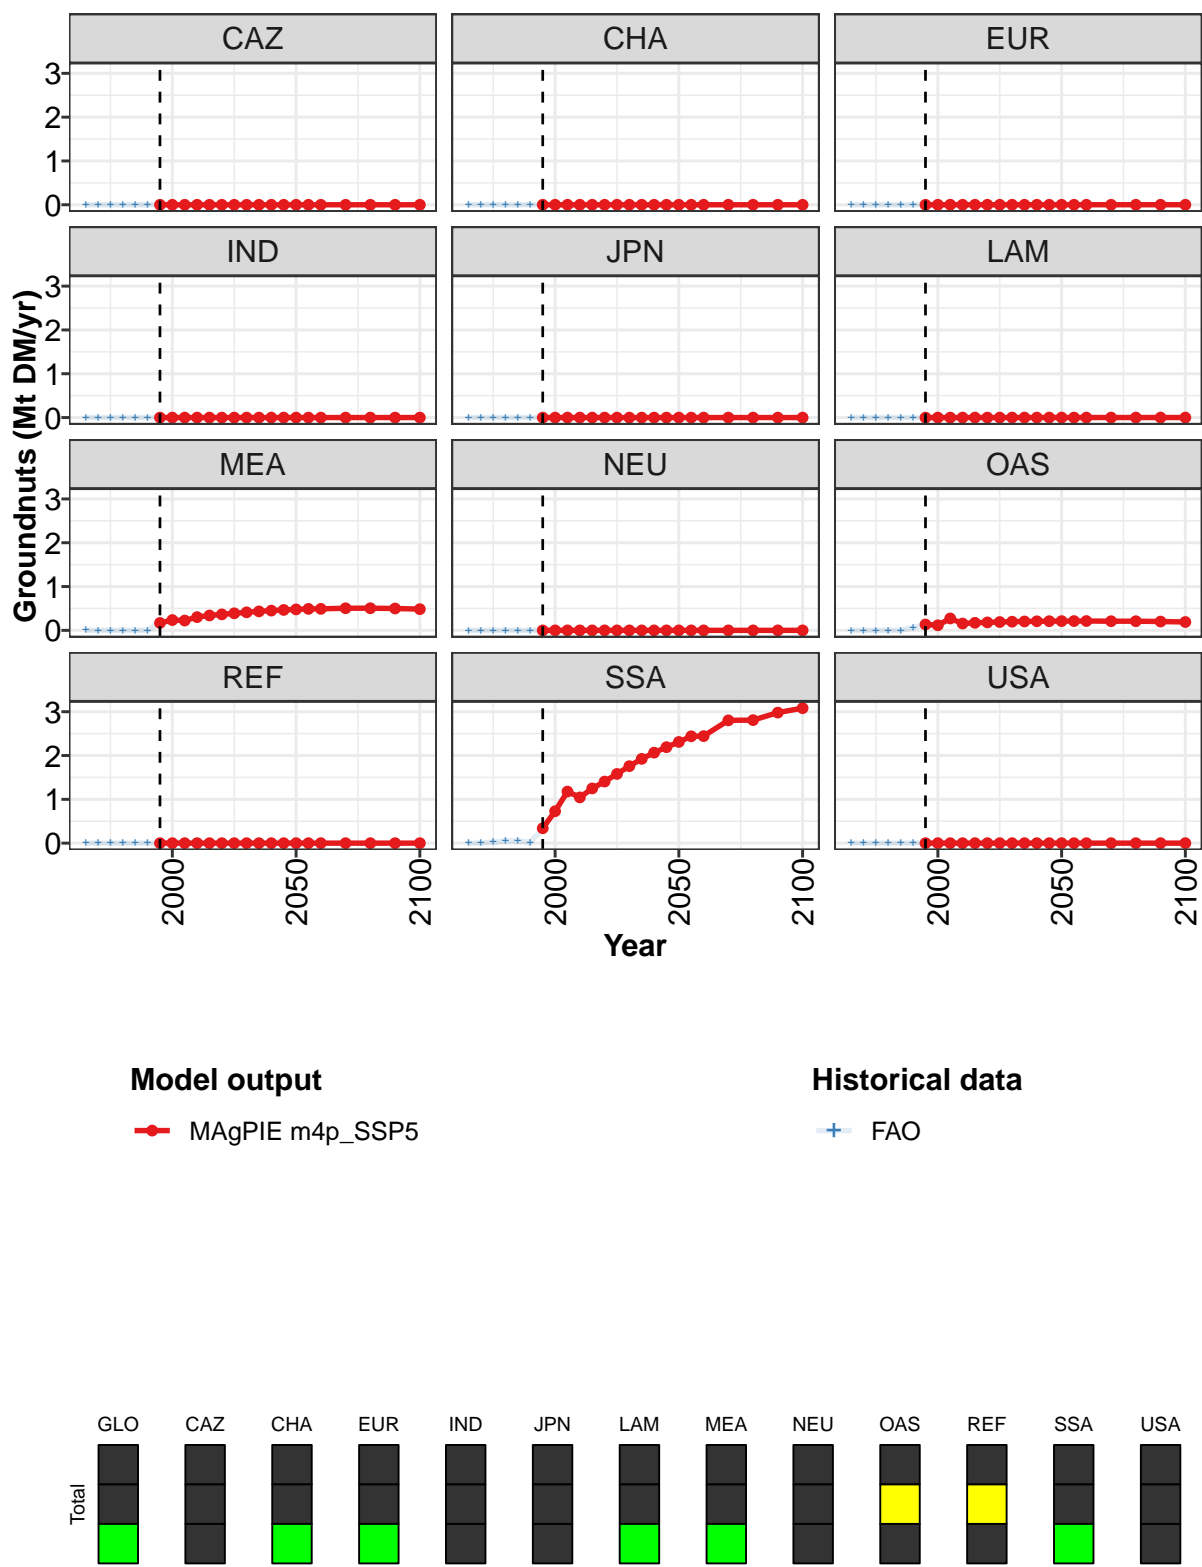 CAZ CHA EUR
3
2
1
0
IND JPN LAM
3
2
1
0
Groundnuts (Mt DM/yr)
MEA NEU OAS
3
2
1
0
REF SSA USA
3
2
1
0
2000 2050 2100 2000 2050 2100 2000 2050 2100
Year
Model output Historical data
MAgPIE m4p_SSP5 FAO
GLO CAZ CHA EUR IND JPN LAM MEA NEU OAS REF SSA USA
Total